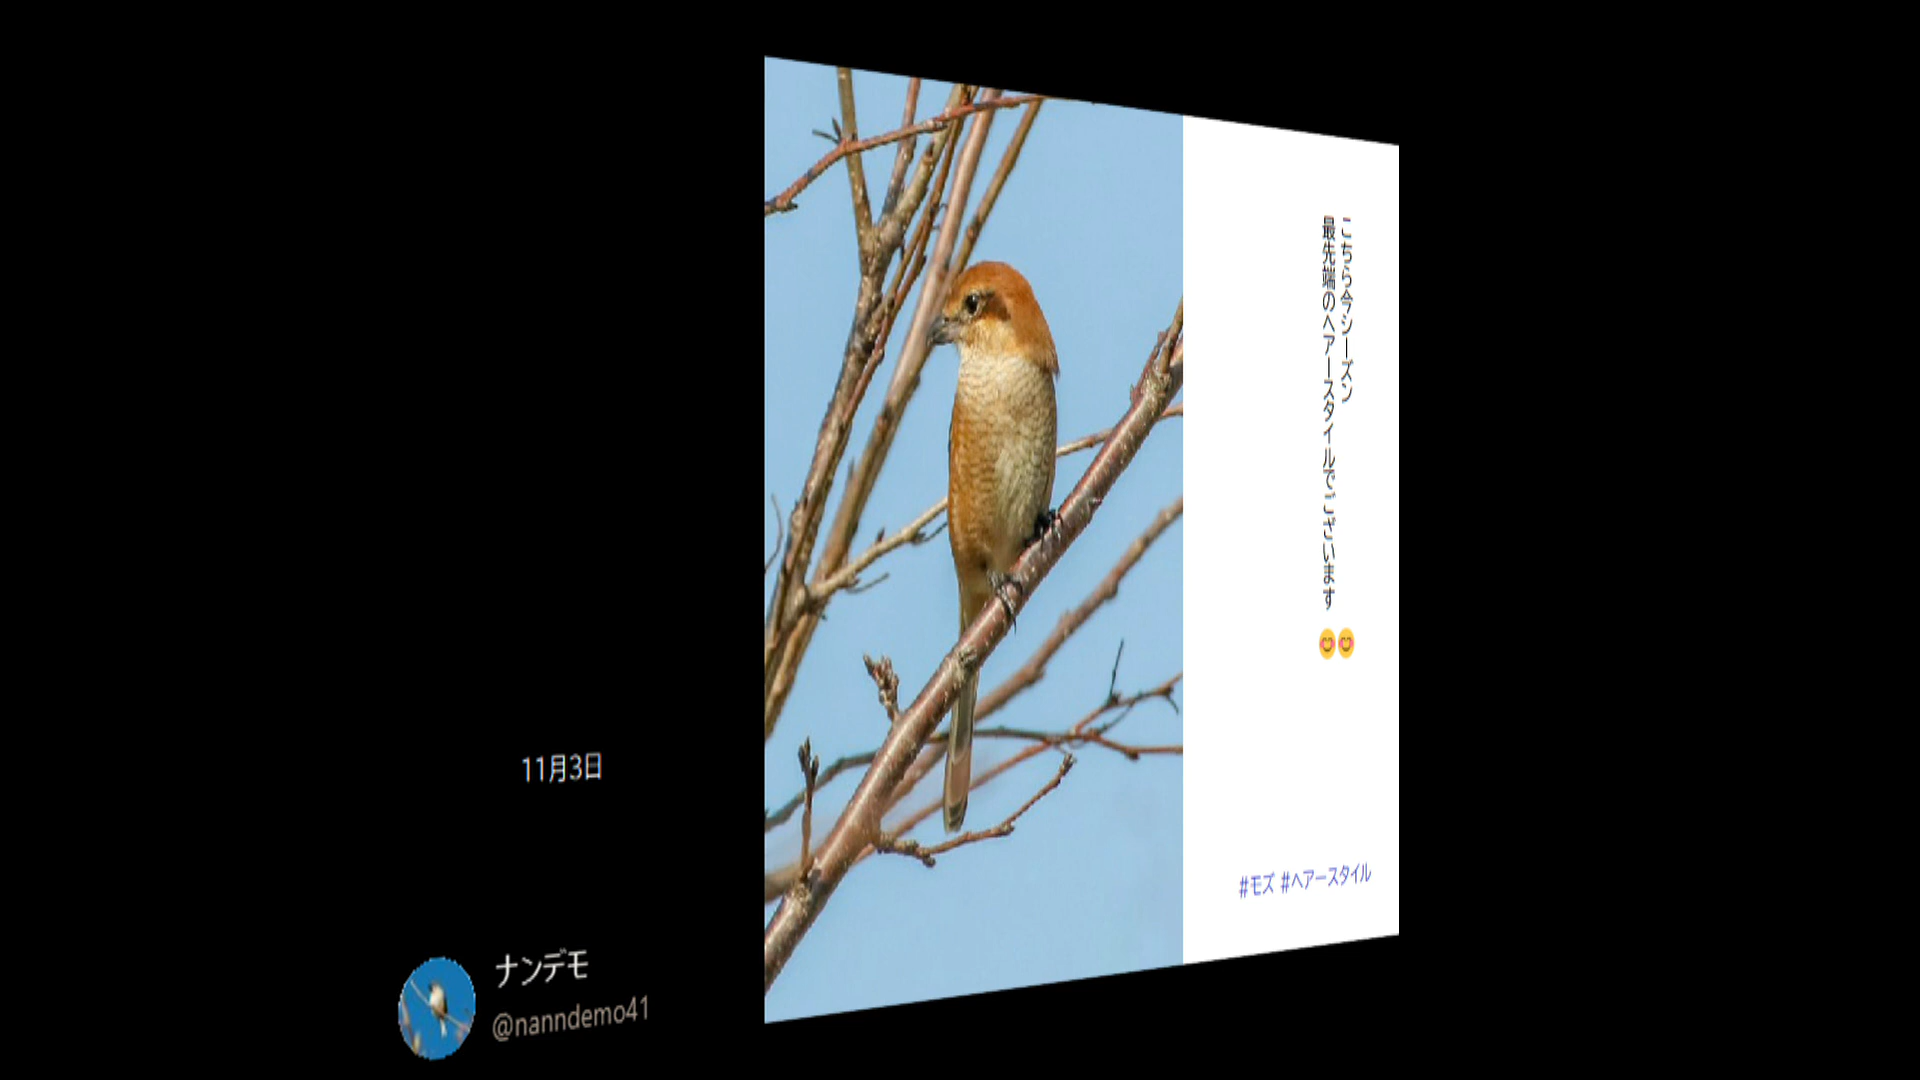 こちら今シーズン
最先端のヘアースタイルでございます
😊😊
#モズ #ヘアースタイル
11月3日
ナンデモ
@nanndemo41